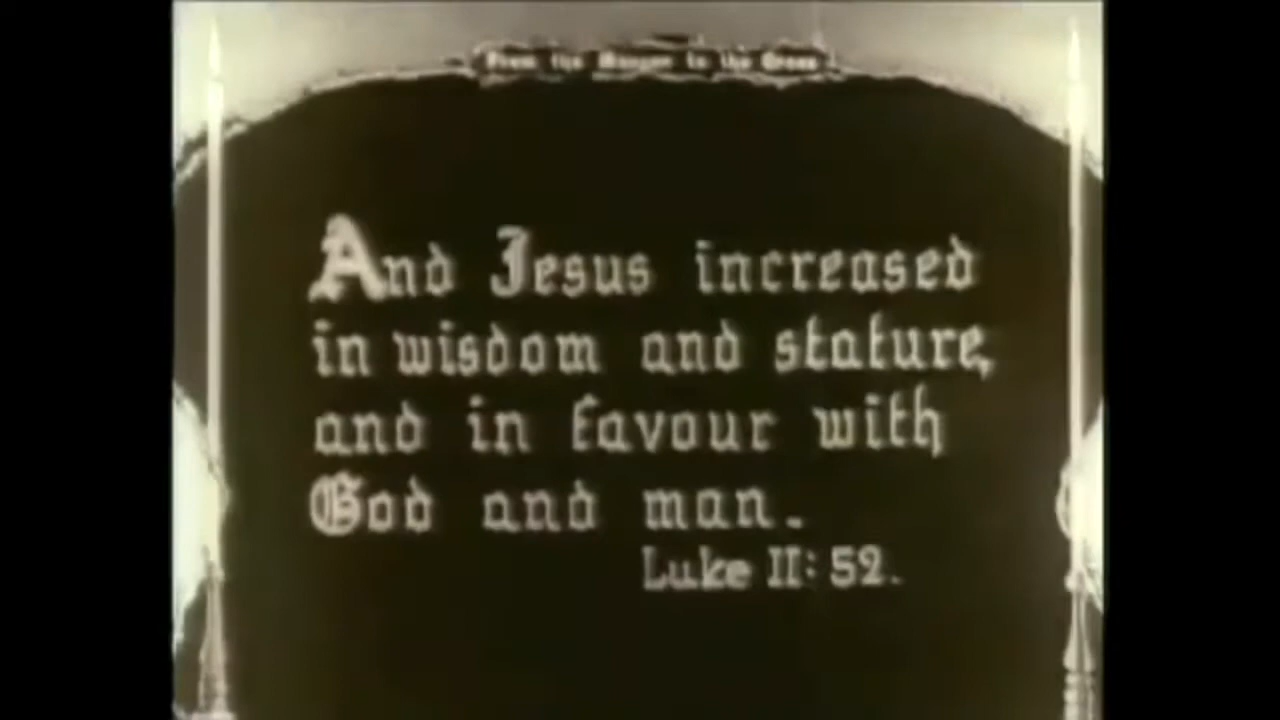 From the Manger to the Cross
And Jesus increased
in wisdom and stature,
and in favour with
God and man.
Luke II: 52.